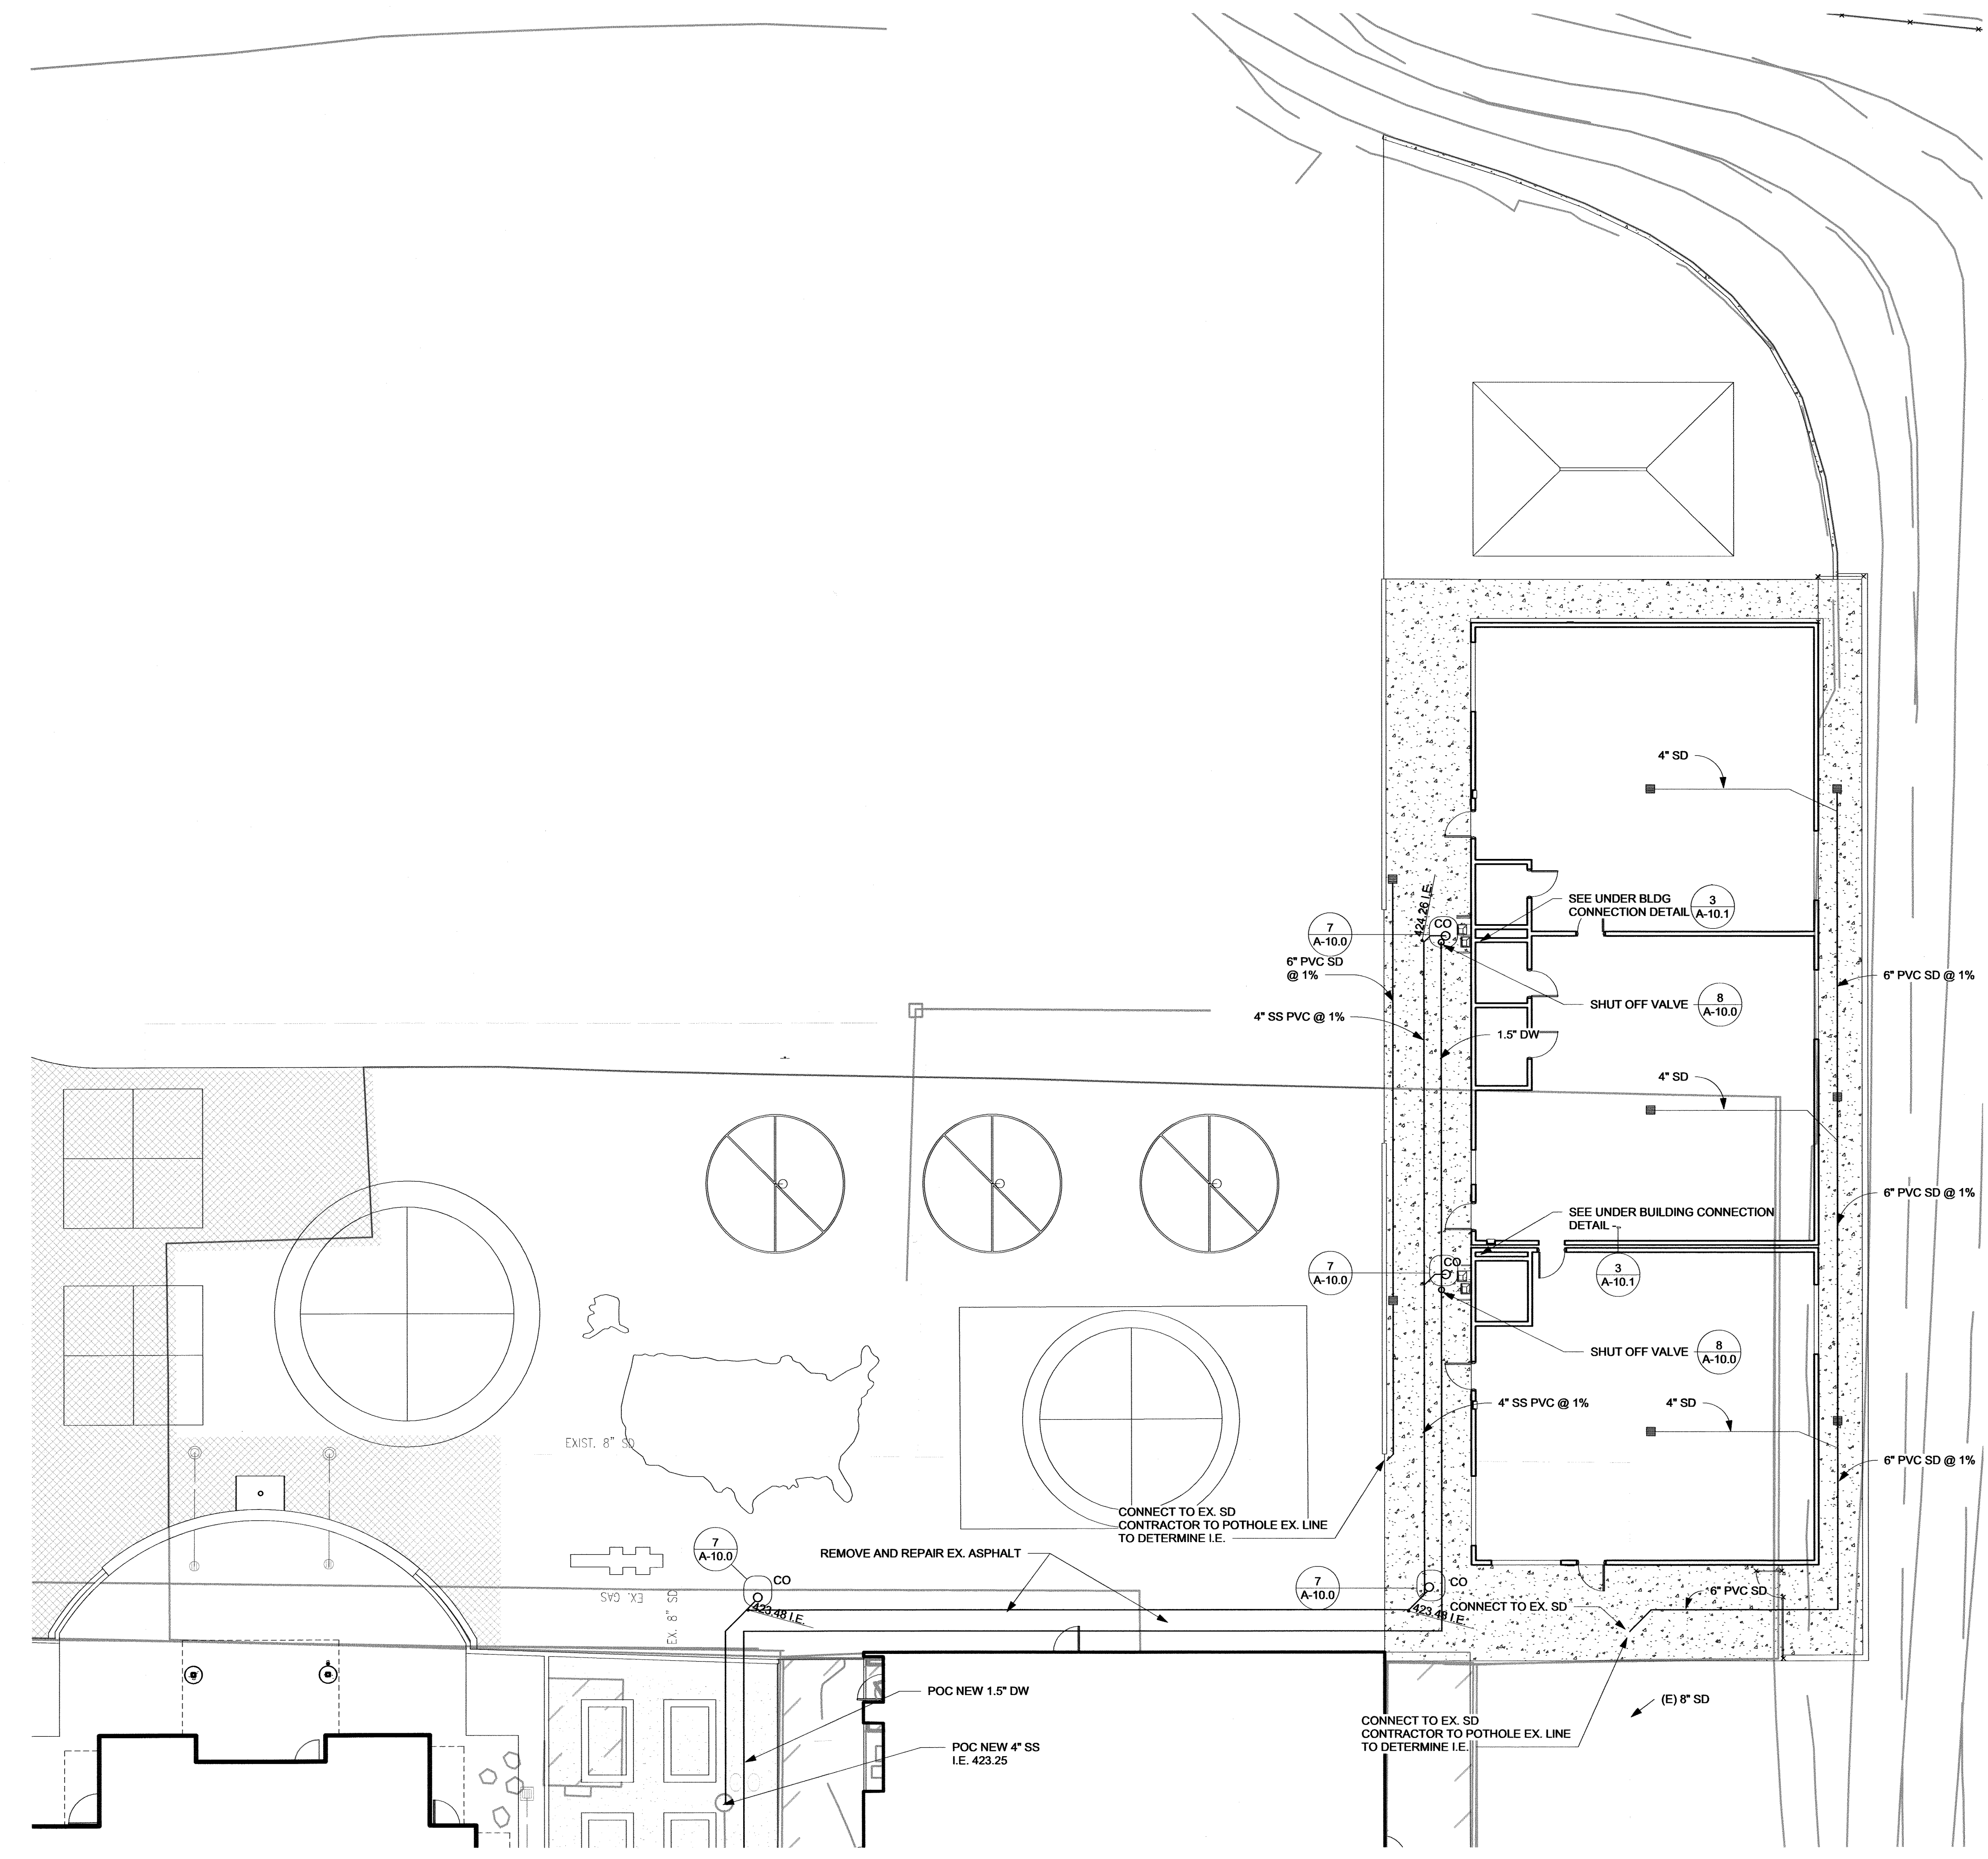 4" SD
SEE UNDER BLDG
CONNECTION DETAIL
3
A-10.1
424.26 I.E.
CO
7
A-10.0
6" PVC SD
@ 1%
6" PVC SD @ 1%
SHUT OFF VALVE
8
A-10.0
4" SS PVC @ 1%
1.5" DW
4" SD
6" PVC SD @ 1%
SEE UNDER BUILDING CONNECTION
DETAIL
3
A-10.1
CO
7
A-10.0
SHUT OFF VALVE
8
A-10.0
4" SS PVC @ 1%
4" SD
EXIST. 8" SD
6" PVC SD @ 1%
CONNECT TO EX. SD
CONTRACTOR TO POTHOLE EX. LINE
TO DETERMINE I.E.
7
A-10.0
REMOVE AND REPAIR EX. ASPHALT
CO
7
A-10.0
CO
6" PVC SD
EX. GAS
EX. 8" SD
423.48 I.E.
423.48 I.E.
CONNECT TO EX. SD
POC NEW 1.5" DW
(E) 8" SD
CONNECT TO EX. SD
CONTRACTOR TO POTHOLE EX. LINE
TO DETERMINE I.E.
POC NEW 4" SS
I.E. 423.25